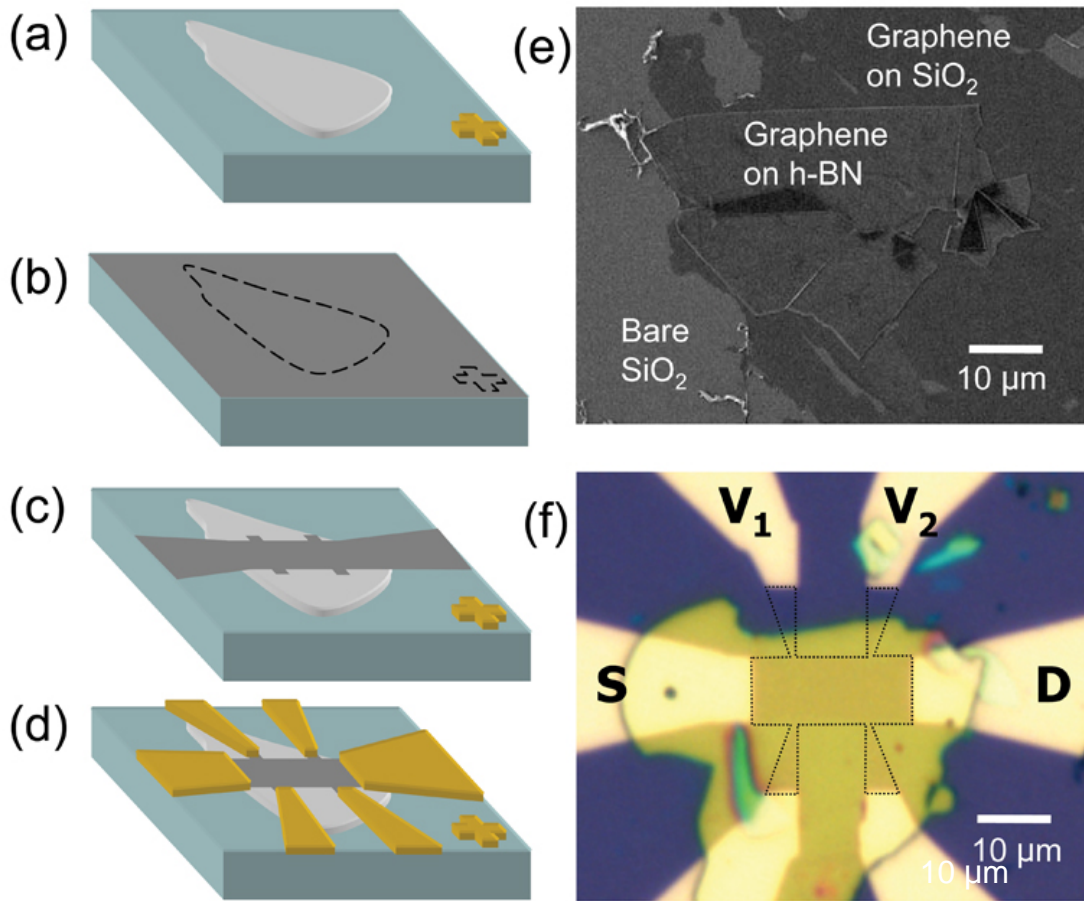 (a)
(b)
(c)
(d)
(e)
Graphene
on SiO₂
Graphene
on h-BN
Bare
SiO₂
10 µm
(f)
V₁
V₂
S
D
10 µm
10 µm